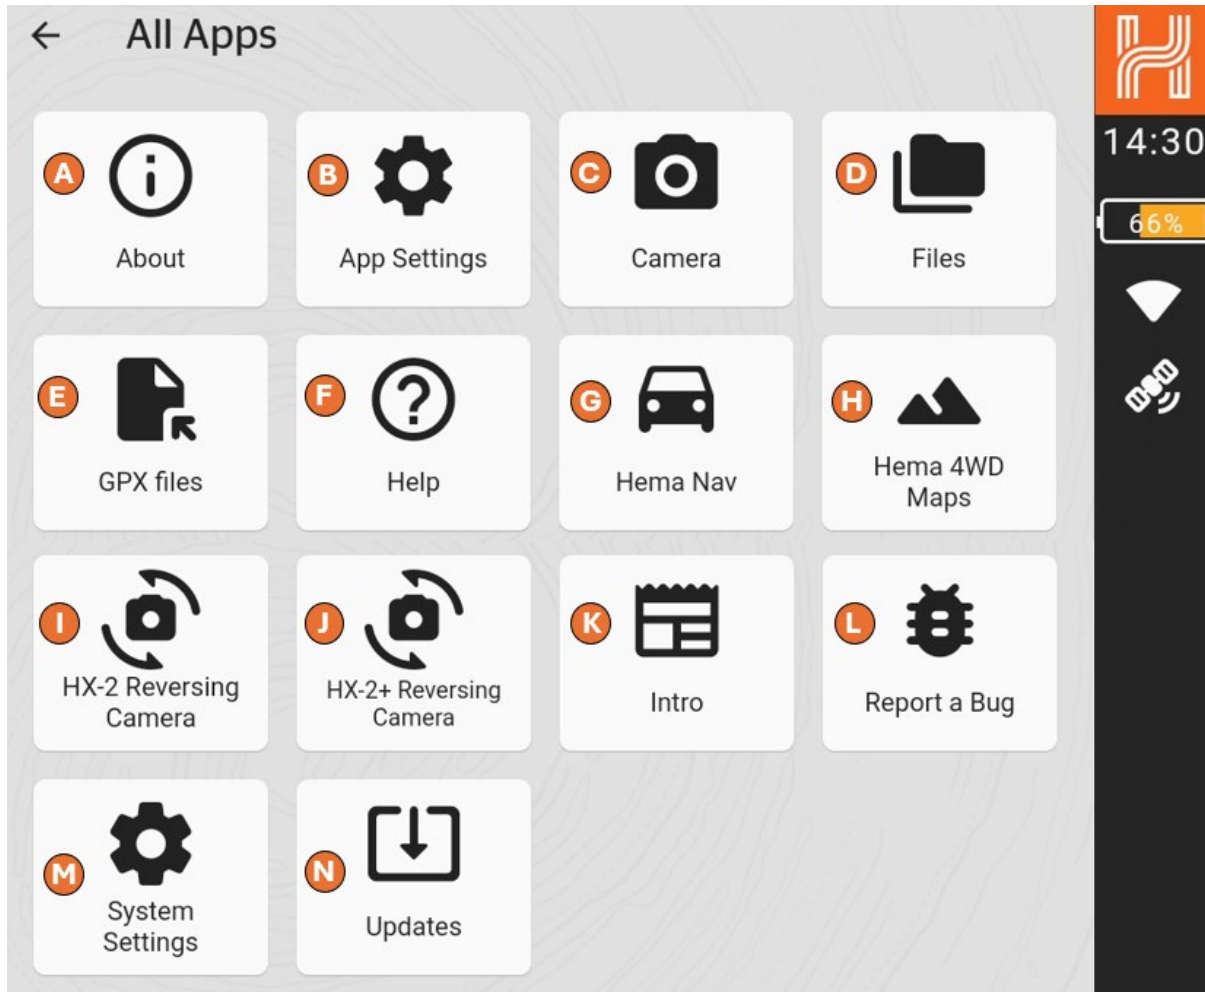 All Apps
14:30
66%
A
About
B
App Settings
C
Camera
D
Files
E
GPX files
F
Help
G
Hema Nav
H
Hema 4WD
Maps
I
HX-2 Reversing
Camera
J
HX-2+ Reversing
Camera
K
Intro
L
Report a Bug
M
System
Settings
N
Updates